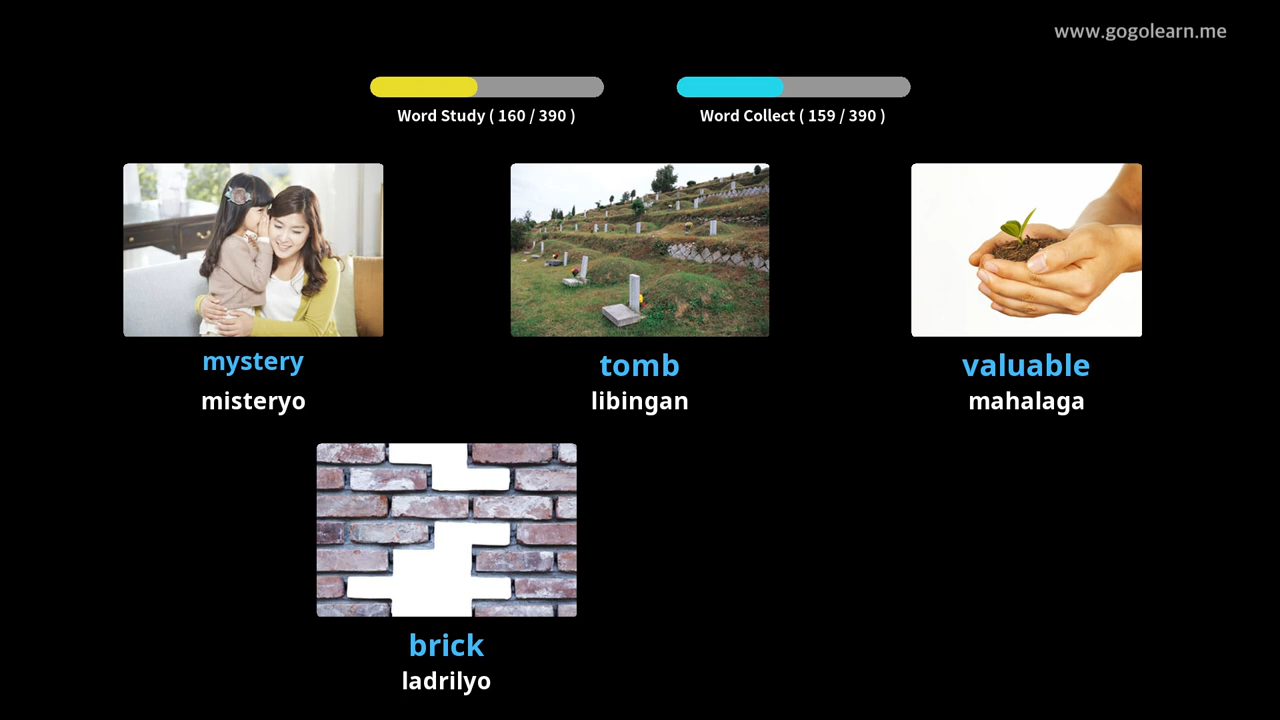 www.gogolearn.me
Word Study ( 160 / 390 )
Word Collect ( 159 / 390 )
mystery
misteryo
tomb
libingan
valuable
mahalaga
brick
ladrilyo